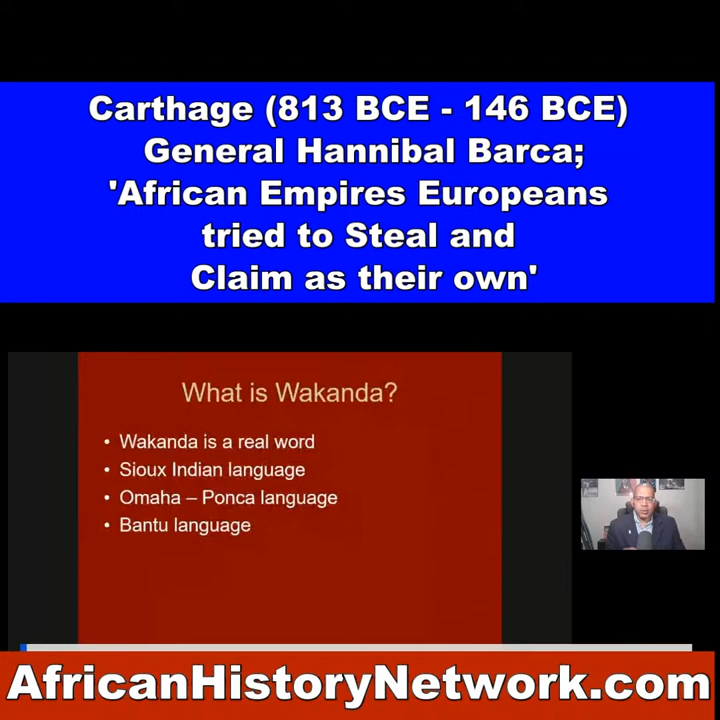 Carthage (813 BCE - 146 BCE)
General Hannibal Barca;
'African Empires Europeans
tried to Steal and
Claim as their own'
What is Wakanda?
• Wakanda is a real word
• Sioux Indian language
• Omaha – Ponca language
• Bantu language
AfricanHistoryNetwork.com